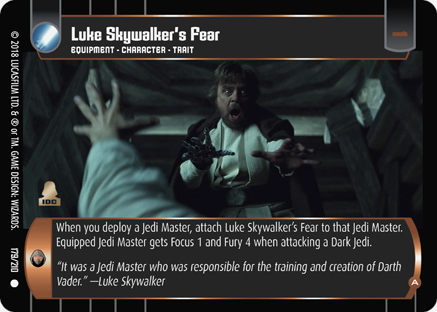 Luke Skywalker's Fear
EQUIPMENT - CHARACTER - TRAIT
© 2018 LUCASFILM LTD. & ® or TM. GAME DESIGN: WIZARDS.
IDC
When you deploy a Jedi Master, attach Luke Skywalker's Fear to that Jedi Master.
Equipped Jedi Master gets Focus 1 and Fury 4 when attacking a Dark Jedi.
"It was a Jedi Master who was responsible for the training and creation of Darth
Vader." —Luke Skywalker
179/210
A